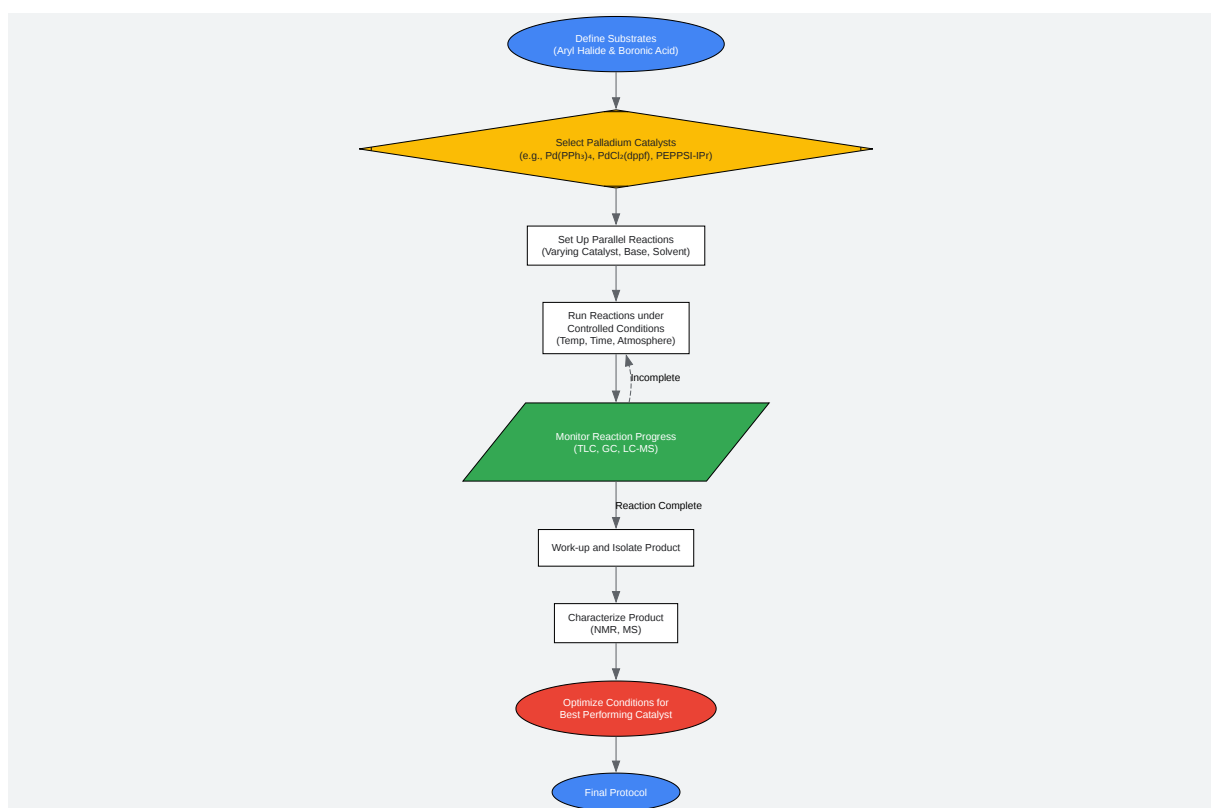 Define Substrates
(Aryl Halide & Boronic Acid)
Select Palladium Catalysts
(e.g., Pd(PPh₃)₄, PdCl₂(dppf), PEPPSI-IPr)
Set Up Parallel Reactions
(Varying Catalyst, Base, Solvent)
Run Reactions under
Controlled Conditions
(Temp, Time, Atmosphere)
Incomplete
Monitor Reaction Progress
(TLC, GC, LC-MS)
Reaction Complete
Work-up and Isolate Product
Characterize Product
(NMR, MS)
Optimize Conditions for
Best Performing Catalyst
Final Protocol